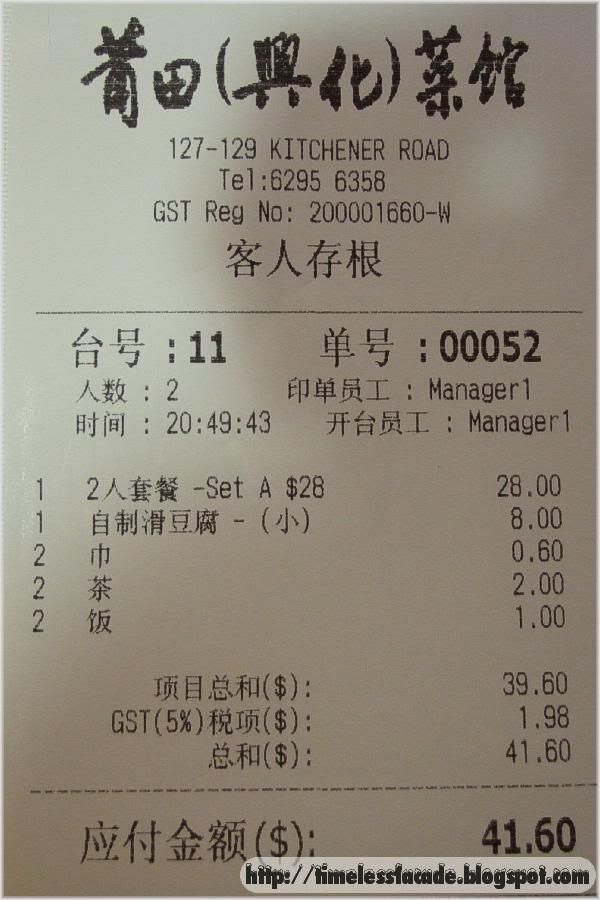 莆田(興化)菜馆
127-129 KITCHENER ROAD
Tel:6295 6358
GST Reg No: 200001660-W
客人存根
台号 :11 单号 :00052
人数 : 2 印单员工 : Manager1
时间 : 20:49:43 开台员工 : Manager1
1 2人套餐 -Set A $28 28.00
1 自制滑豆腐 - (小) 8.00
2 巾 0.60
2 茶 2.00
2 饭 1.00
项目总和($): 39.60
GST(5%)税项($): 1.98
总和($): 41.60
应付金额($): 41.60
http://timelessfacade.blogspot.com